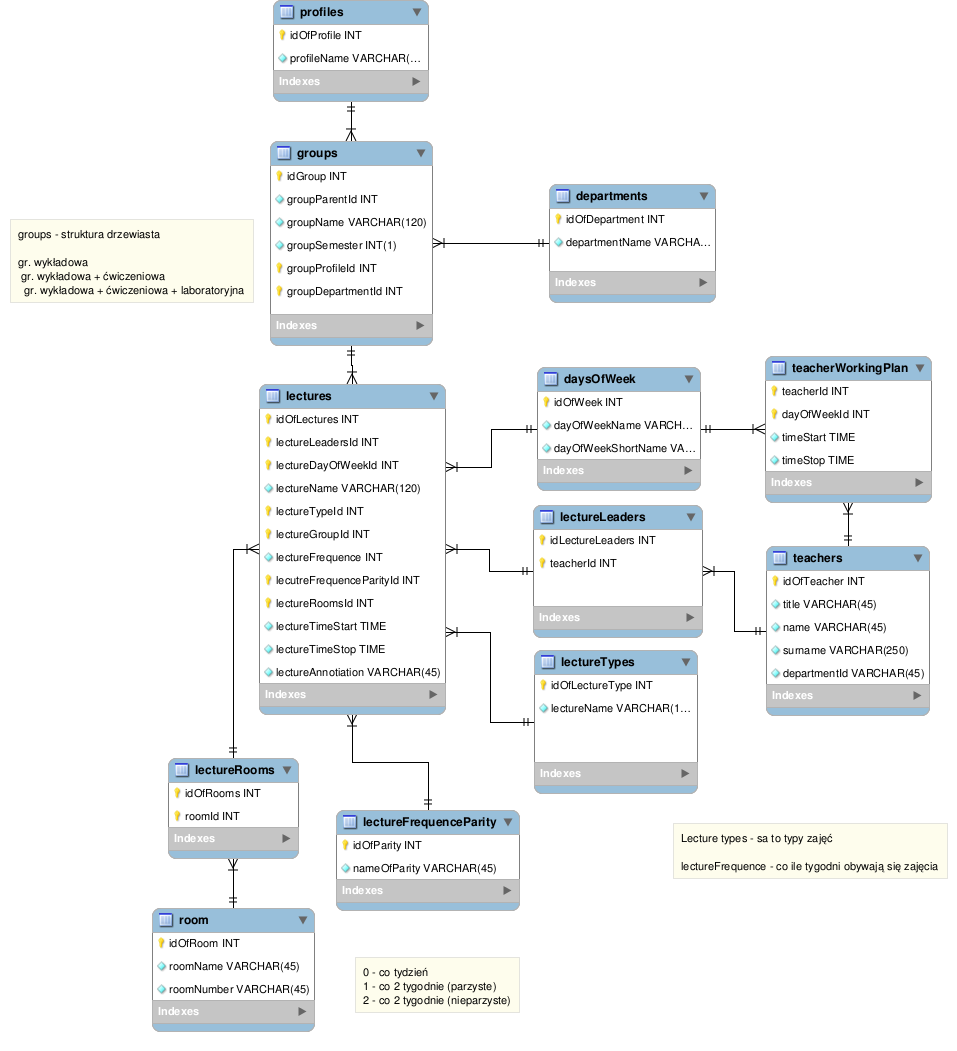 profiles
idOfProfile INT
profileName VARCHAR(...
Indexes
groups
idGroup INT
groupParentId INT
groupName VARCHAR(120)
groupSemester INT(1)
groupProfileId INT
groupDepartmentId INT
Indexes
departments
idOfDepartment INT
departmentName VARCHA...
Indexes
groups - struktura drzewiasta
gr. wykładowa
gr. wykładowa + ćwiczeniowa
gr. wykładowa + ćwiczeniowa + laboratoryjna
lectures
idOfLectures INT
lectureLeadersId INT
lectureDayOfWeekId INT
lectureName VARCHAR(120)
lectureTypeId INT
lectureGroupId INT
lectureFrequence INT
lecutreFrequenceParityId INT
lectureRoomsId INT
lectureTimeStart TIME
lectureTimeStop TIME
lectureAnnotiation VARCHAR(45)
Indexes
daysOfWeek
idOfWeek INT
dayOfWeekName VARCH...
dayOfWeekShortName VA...
Indexes
teacherWorkingPlan
teacherId INT
dayOfWeekId INT
timeStart TIME
timeStop TIME
Indexes
lectureLeaders
idLectureLeaders INT
teacherId INT
Indexes
teachers
idOfTeacher INT
title VARCHAR(45)
name VARCHAR(45)
surname VARCHAR(250)
departmentId VARCHAR(45)
Indexes
lectureTypes
idOfLectureType INT
lectureName VARCHAR(1...
Indexes
lectureRooms
idOfRooms INT
roomId INT
Indexes
lectureFrequenceParity
idOfParity INT
nameOfParity VARCHAR(45)
Indexes
Lecture types - sa to typy zajęć
lectureFrequence - co ile tygodni obywają się zajęcia
room
idOfRoom INT
roomName VARCHAR(45)
roomNumber VARCHAR(45)
Indexes
0 - co tydzień
1 - co 2 tygodnie (parzyste)
2 - co 2 tygodnie (nieparzyste)